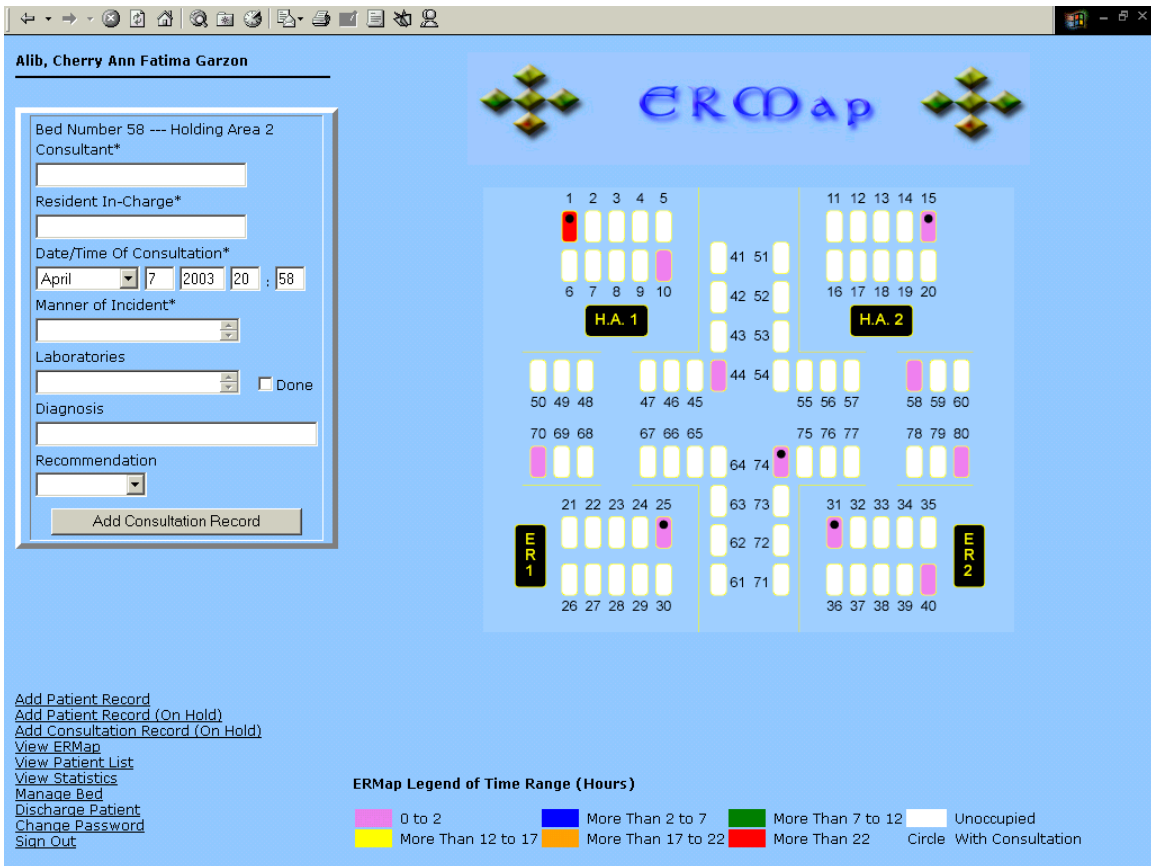 Alib, Cherry Ann Fatima Garzon
ERMap
Bed Number 58 --- Holding Area 2
Consultant*
Resident In-Charge*
Date/Time Of Consultation*
April 7 2003 20 : 58
Manner of Incident*
Laboratories
Done
Diagnosis
Recommendation
Add Consultation Record
1 2 3 4 5
11 12 13 14 15
41 51
6 7 8 9 10
16 17 18 19 20
42 52
H.A. 1
H.A. 2
43 53
44 54
50 49 48
47 46 45
55 56 57
58 59 60
70 69 68
67 66 65
75 76 77
78 79 80
64 74
21 22 23 24 25
63 73
31 32 33 34 35
ER1
62 72
ER2
61 71
26 27 28 29 30
36 37 38 39 40
Add Patient Record
Add Patient Record (On Hold)
Add Consultation Record (On Hold)
View ERMap
View Patient List
View Statistics
Manage Bed
Discharge Patient
Change Password
Sign Out
ERMap Legend of Time Range (Hours)
0 to 2 More Than 2 to 7 More Than 7 to 12 Unoccupied
More Than 12 to 17 More Than 17 to 22 More Than 22 Circle With Consultation